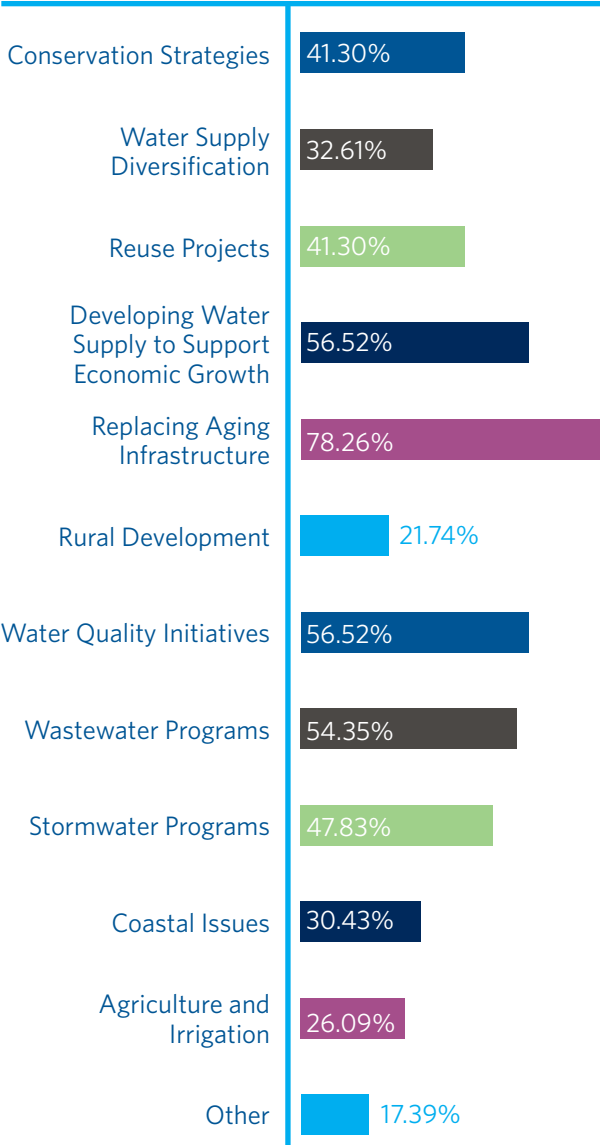 Conservation Strategies
41.30%
Water Supply
Diversification
32.61%
Reuse Projects
41.30%
Developing Water
Supply to Support
Economic Growth
56.52%
Replacing Aging
Infrastructure
78.26%
Rural Development
21.74%
Water Quality Initiatives
56.52%
Wastewater Programs
54.35%
Stormwater Programs
47.83%
Coastal Issues
30.43%
Agriculture and
Irrigation
26.09%
Other
17.39%